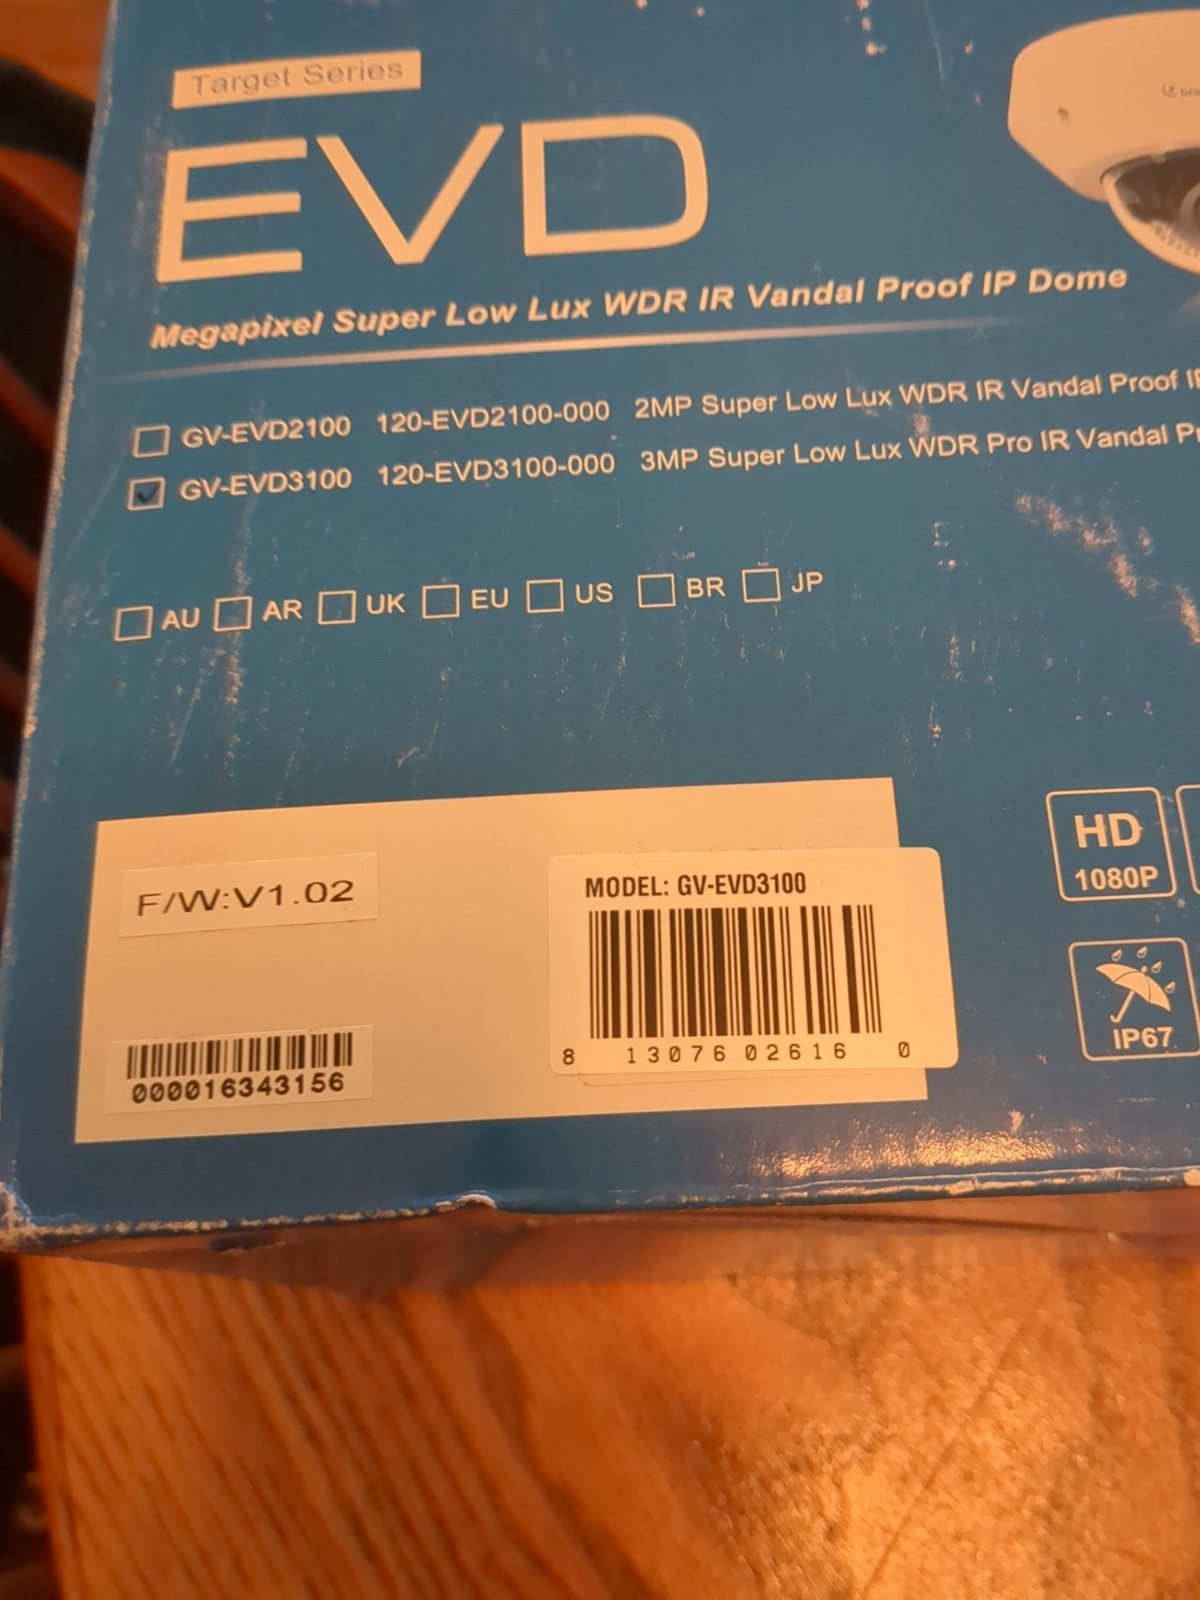 Target Series
EVD
Megapixel Super Low Lux WDR IR Vandal Proof IP Dome
GV-EVD2100 120-EVD2100-000 2MP Super Low Lux WDR IR Vandal Proof
GV-EVD3100 120-EVD3100-000 3MP Super Low Lux WDR Pro IR Vandal
AU AR UK EU US BR JP
HD
1080P
F/W:V1.02
MODEL: GV-EVD3100
8 13076 02616 0
000016343156
IP67